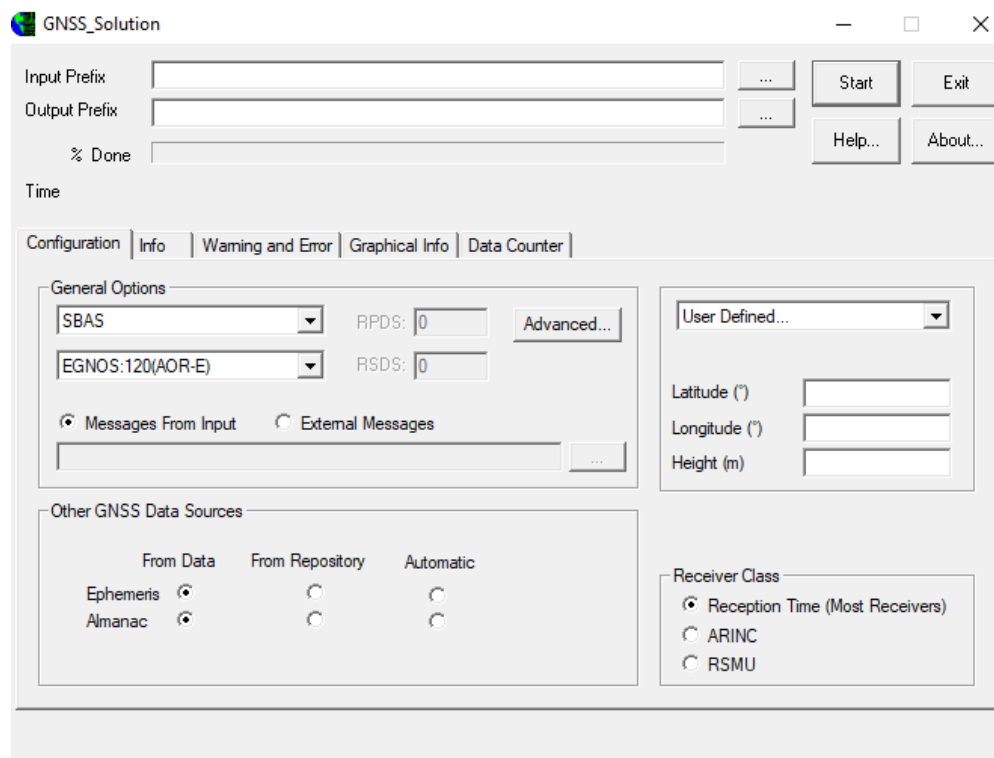 GNSS_Solution
Input Prefix ... Start Exit
Output Prefix ...
% Done Help... About...
Time
Configuration Info Warning and Error Graphical Info Data Counter
General Options
SBAS RPDS: 0 Advanced...
EGNOS:120(AOR-E) RSDS: 0
Messages From Input External Messages
...
User Defined...
Latitude (°)
Longitude (°)
Height (m)
Other GNSS Data Sources
From Data From Repository Automatic
Ephemeris
Almanac
Receiver Class
Reception Time (Most Receivers)
ARINC
RSMU